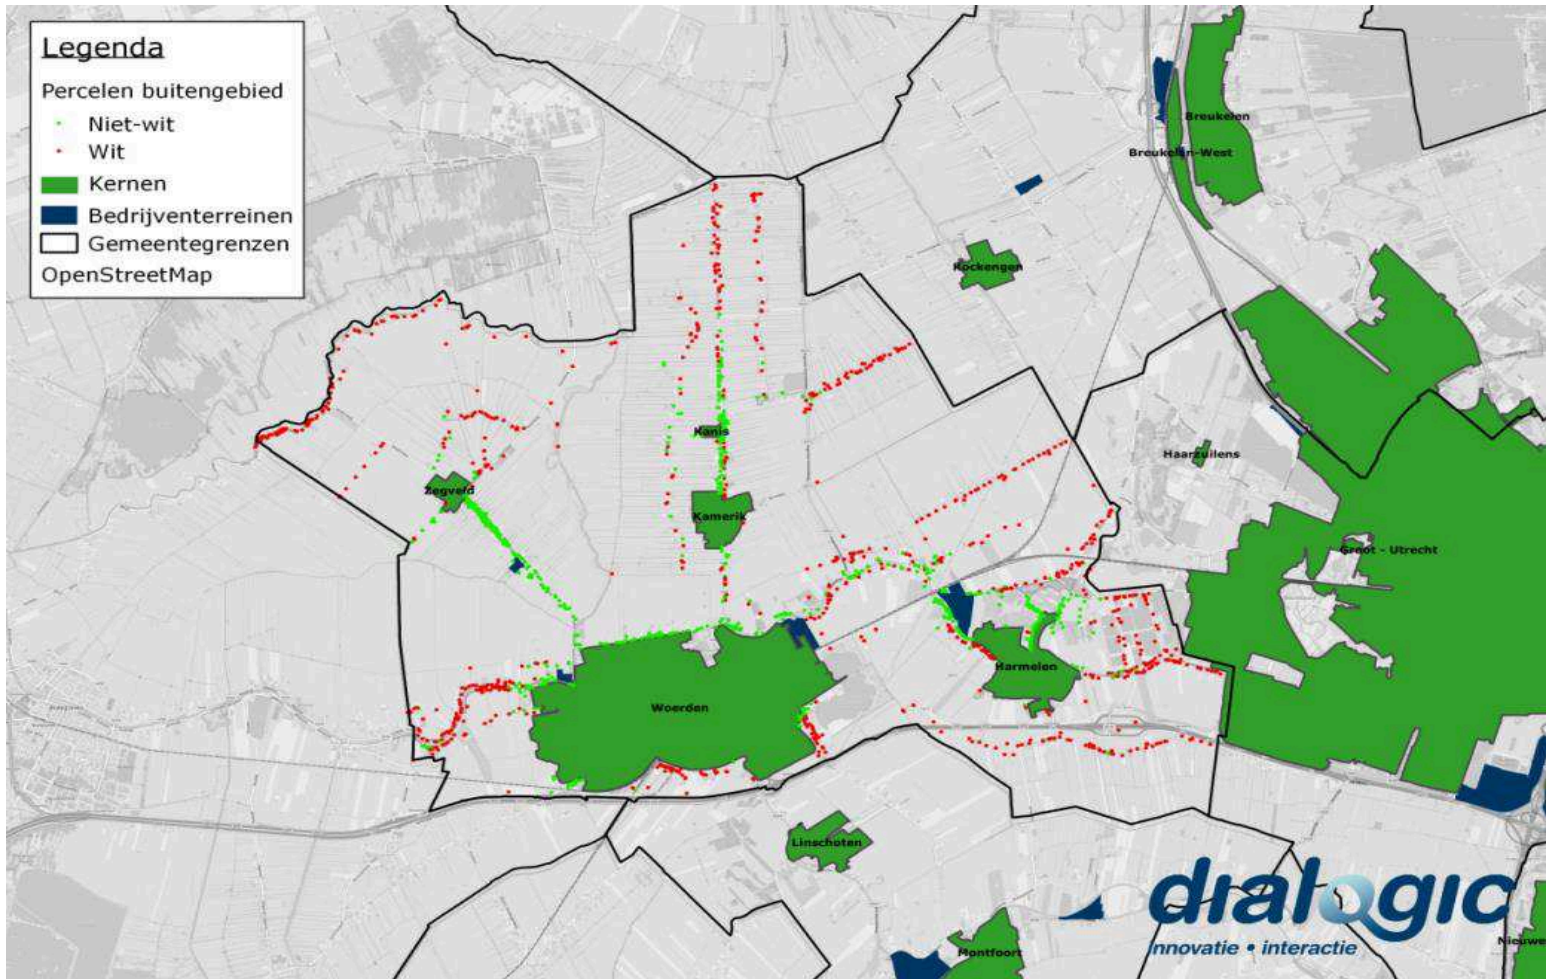 Legenda
Percelen buitengebied
Niet-wit
Wit
Kernen
Bedrijventerreinen
Gemeentegrenzen
OpenStreetMap
Breukelen
Breukelen-West
Kockengen
Kanis
Haarzuilens
Zegveld
Kamerik
Groot - Utrecht
Harmelen
Woerden
Linschoten
Montfoort
Nieuwe
dialogic
innovatie • interactie